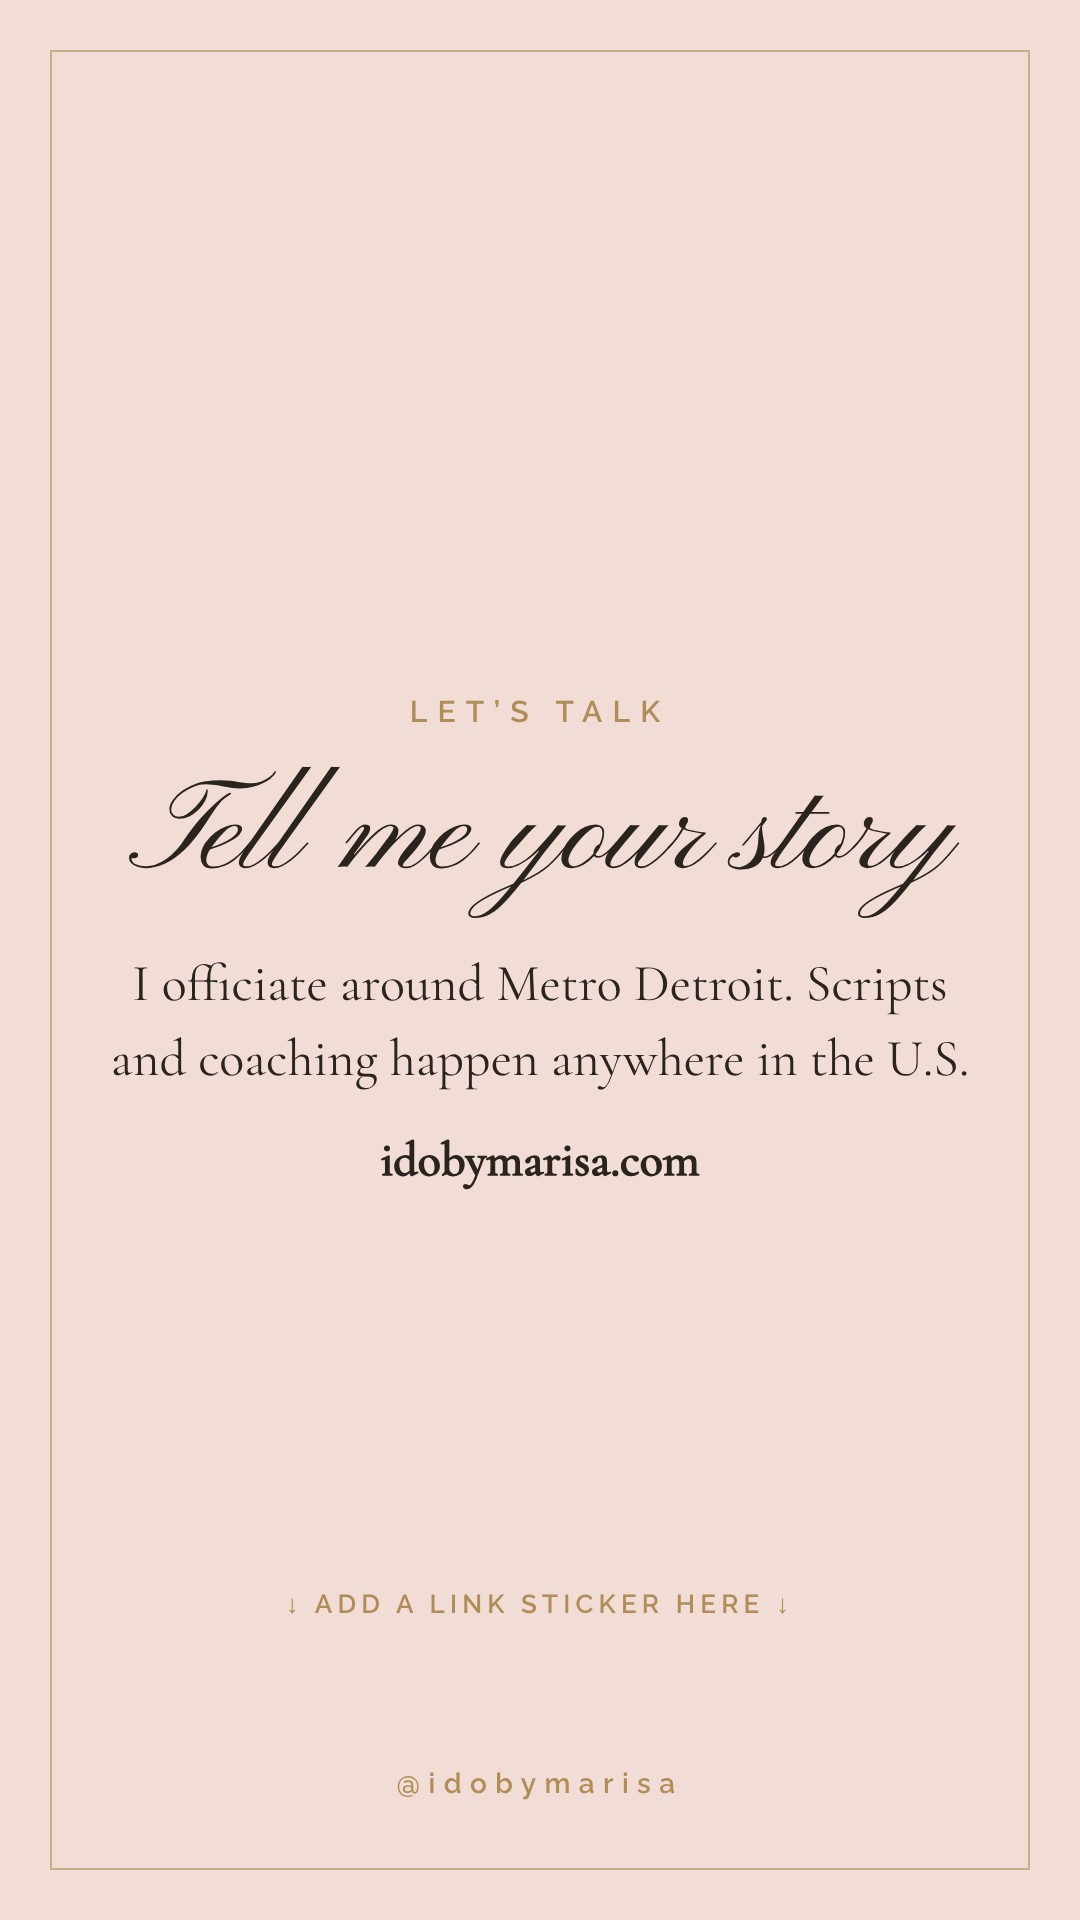 LET'S TALK
Tell me your story
I officiate around Metro Detroit. Scripts
and coaching happen anywhere in the U.S.
idobymarisa.com
↓ ADD A LINK STICKER HERE ↓
@idobymarisa